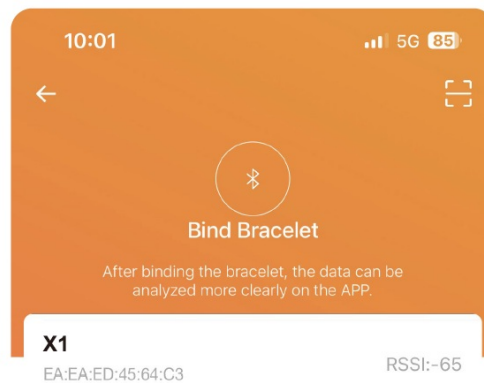 10:01 5G 85
Bind Bracelet
After binding the bracelet, the data can be
analyzed more clearly on the APP.
X1
EA:EA:ED:45:64:C3 RSSI:-65